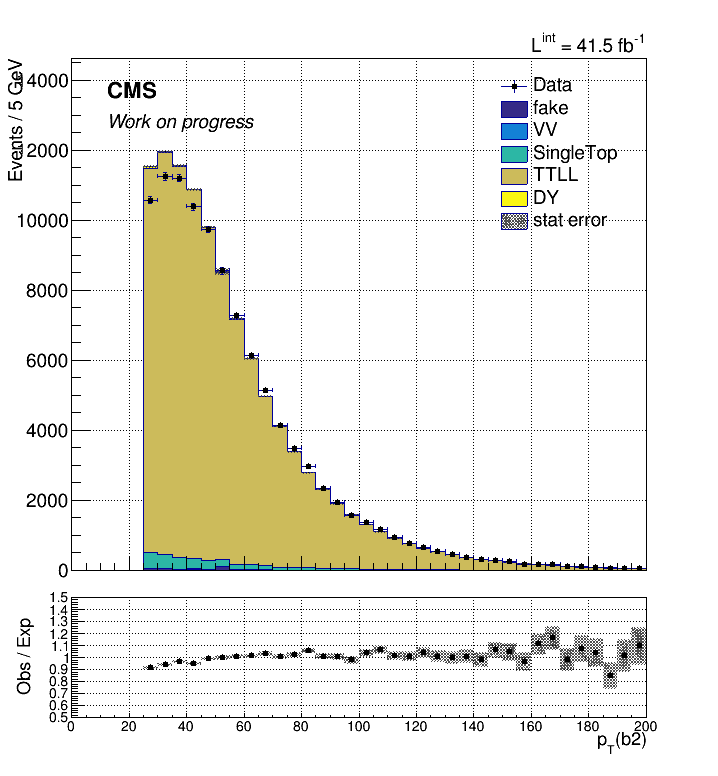 L^int = 41.5 fb^-1
Events / 5 GeV
14000
12000
10000
8000
6000
4000
2000
0
CMS
Work on progress
Data
fake
VV
SingleTop
TTLL
DY
stat error
Obs / Exp
1.5
1.4
1.3
1.2
1.1
1
0.9
0.8
0.7
0.6
0.5
0 20 40 60 80 100 120 140 160 180 200
p_T(b2)